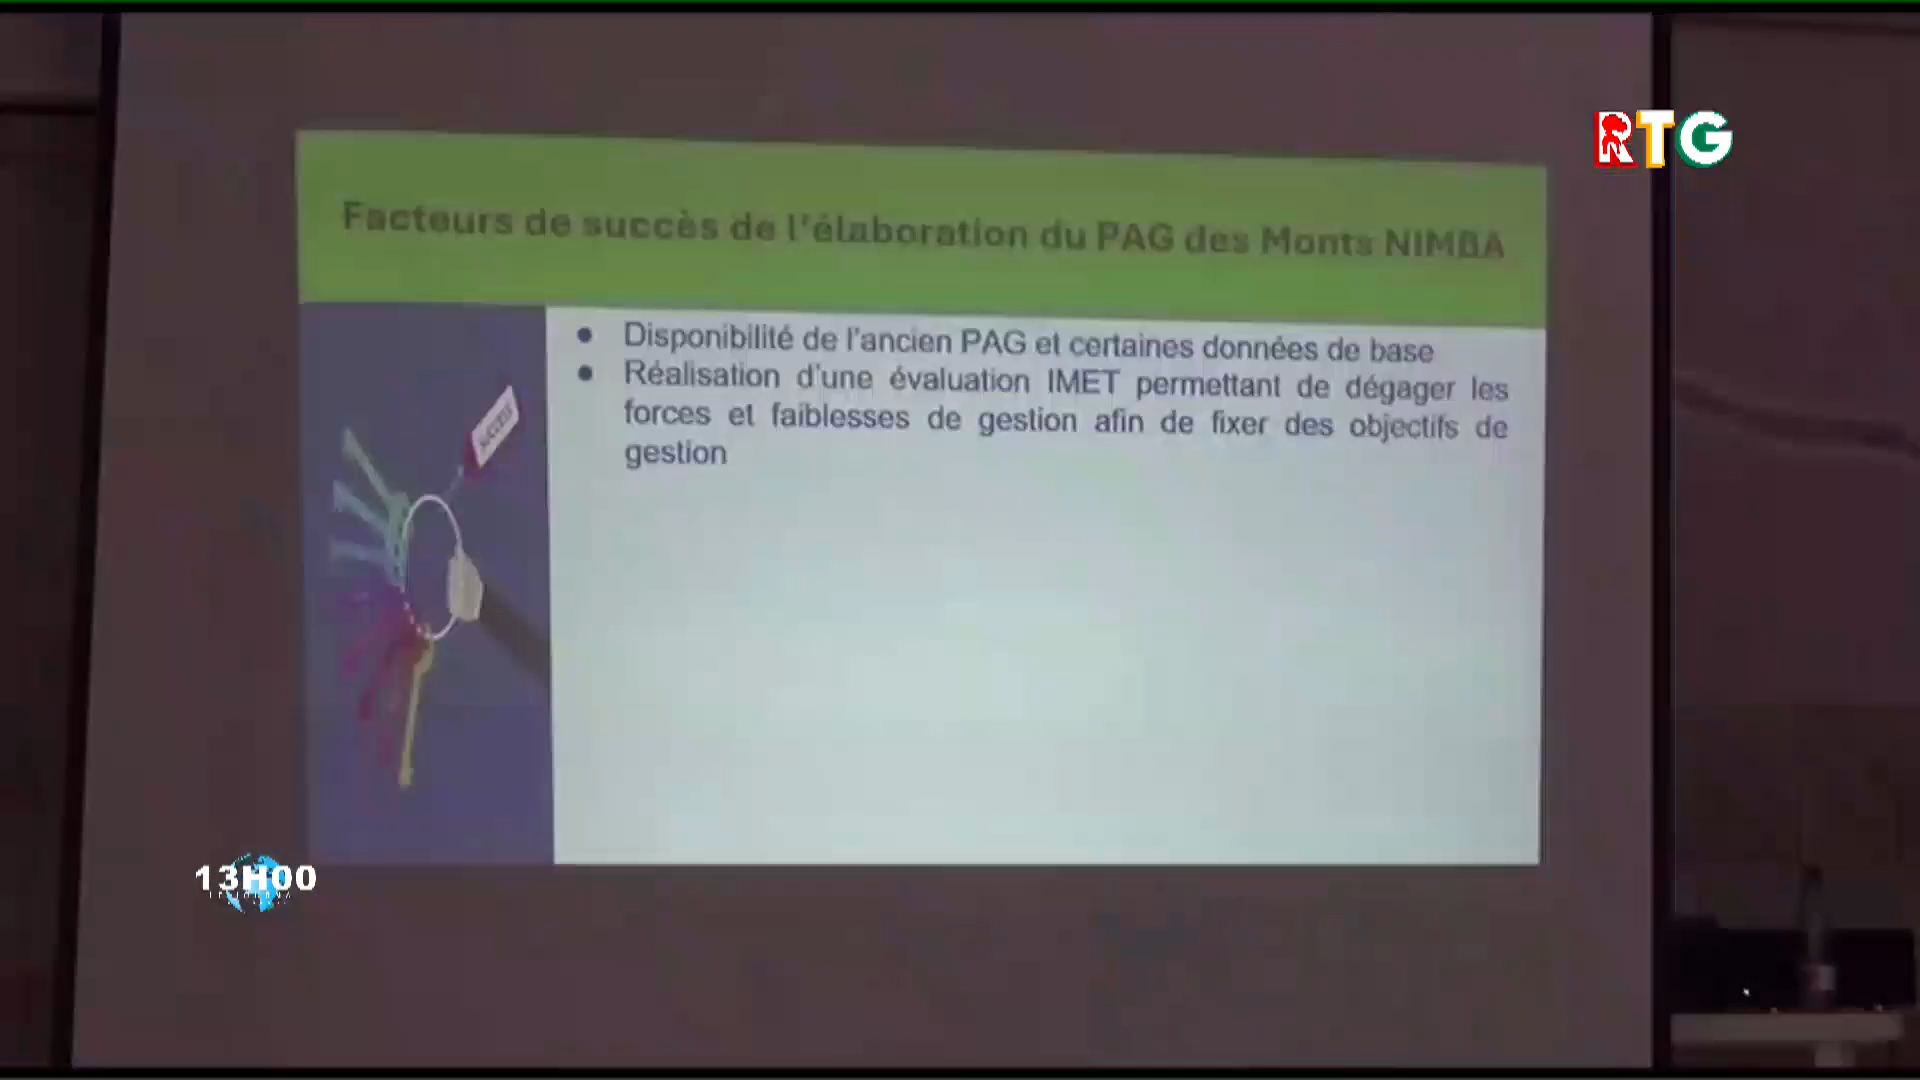 RTG
Facteurs de succès de l'élaboration du PAG des Monts NIMBA
● Disponibilité de l'ancien PAG et certaines données de base
● Réalisation d'une évaluation IMET permettant de dégager les
forces et faiblesses de gestion afin de fixer des objectifs de
gestion
SUCCESS
13H00